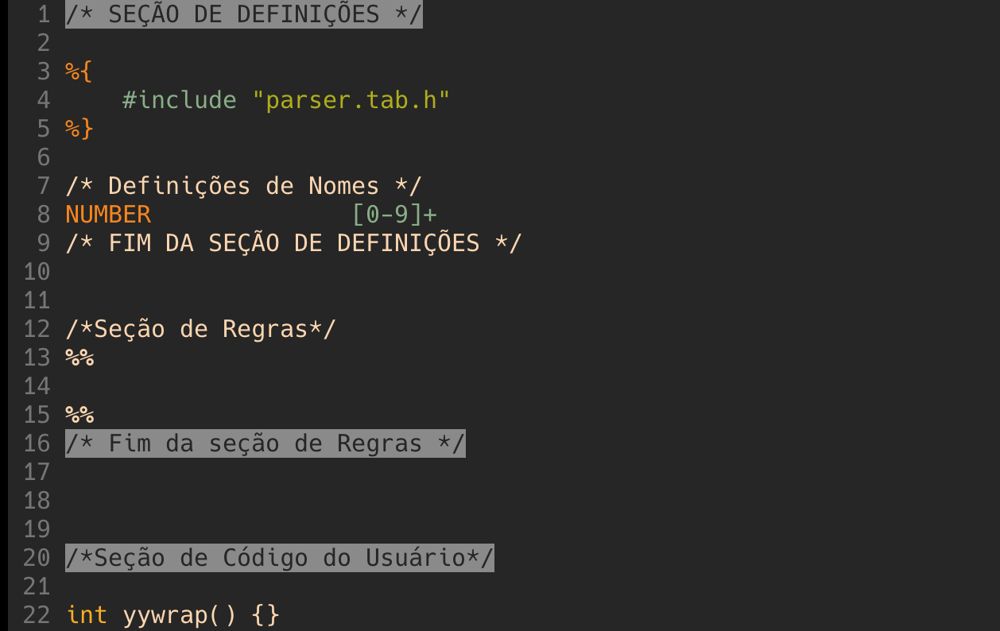 1 /* SEÇÃO DE DEFINIÇÕES */
2
3 %{
4     #include "parser.tab.h"
5 %}
6
7 /* Definições de Nomes */
8 NUMBER              [0-9]+
9 /* FIM DA SEÇÃO DE DEFINIÇÕES */
10
11
12 /*Seção de Regras*/
13 %%
14
15 %%
16 /* Fim da seção de Regras */
17
18
19
20 /*Seção de Código do Usuário*/
21
22 int yywrap() {}